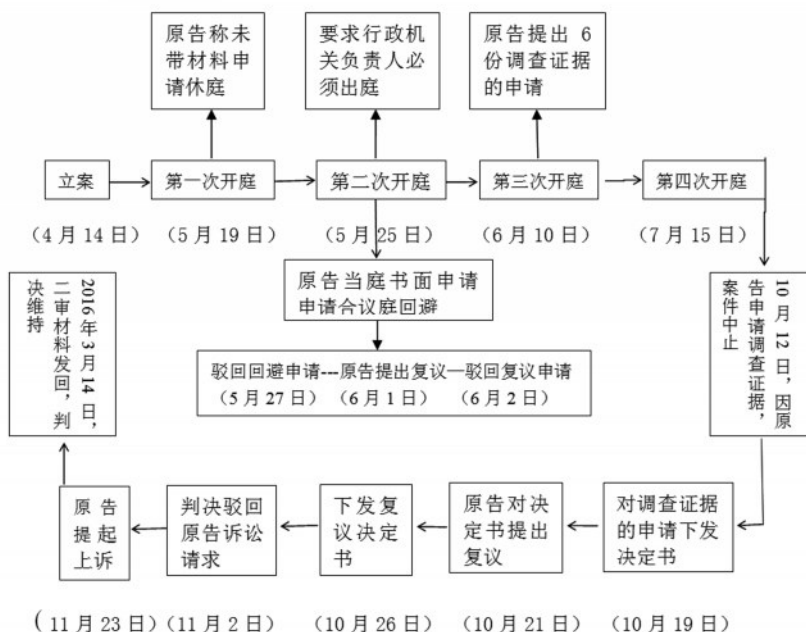 原告称未
带材料申
请休庭
要求行政机
关负责人必
须出庭
原告提出 6
份调查证据
的申请
立案
第一次开庭
第二次开庭
第三次开庭
第四次开庭
(4 月 14 日)
(5 月 19 日)
(5 月 25 日)
(6 月 10 日)
(7 月 15 日)
原告当庭书面申请
申请合议庭回避
驳回回避申请---原告提出复议—驳回复议申请
(5 月 27 日) (6 月 1 日) (6 月 2 日)
10 月 12 日，因原
告申请调查证据，
案件中止
对调查证据
的申请下发
决定书
原告对决
定书提出
复议
下发复
议决定
书
判决驳回
原告诉讼
请求
原告
提起
上诉
2016 年 3 月 14 日，
二审材料发回，判
决维持
( 11 月 23 日)
(11 月 2 日)
(10 月 26 日)
(10 月 21 日)
(10 月 19 日)